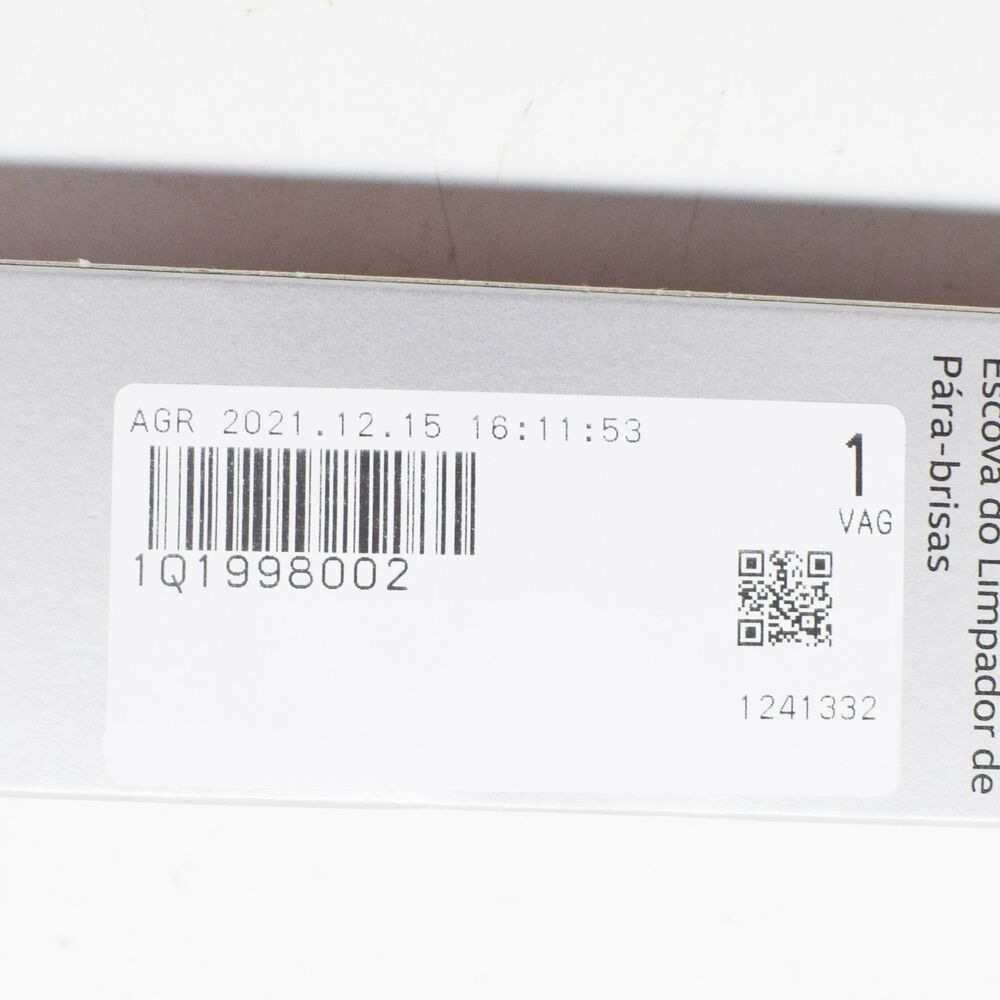 AGR 2021.12.15 16:11:53
1Q1998002
1
VAG
1241332
Escova do Limpador de
Pára-brisas